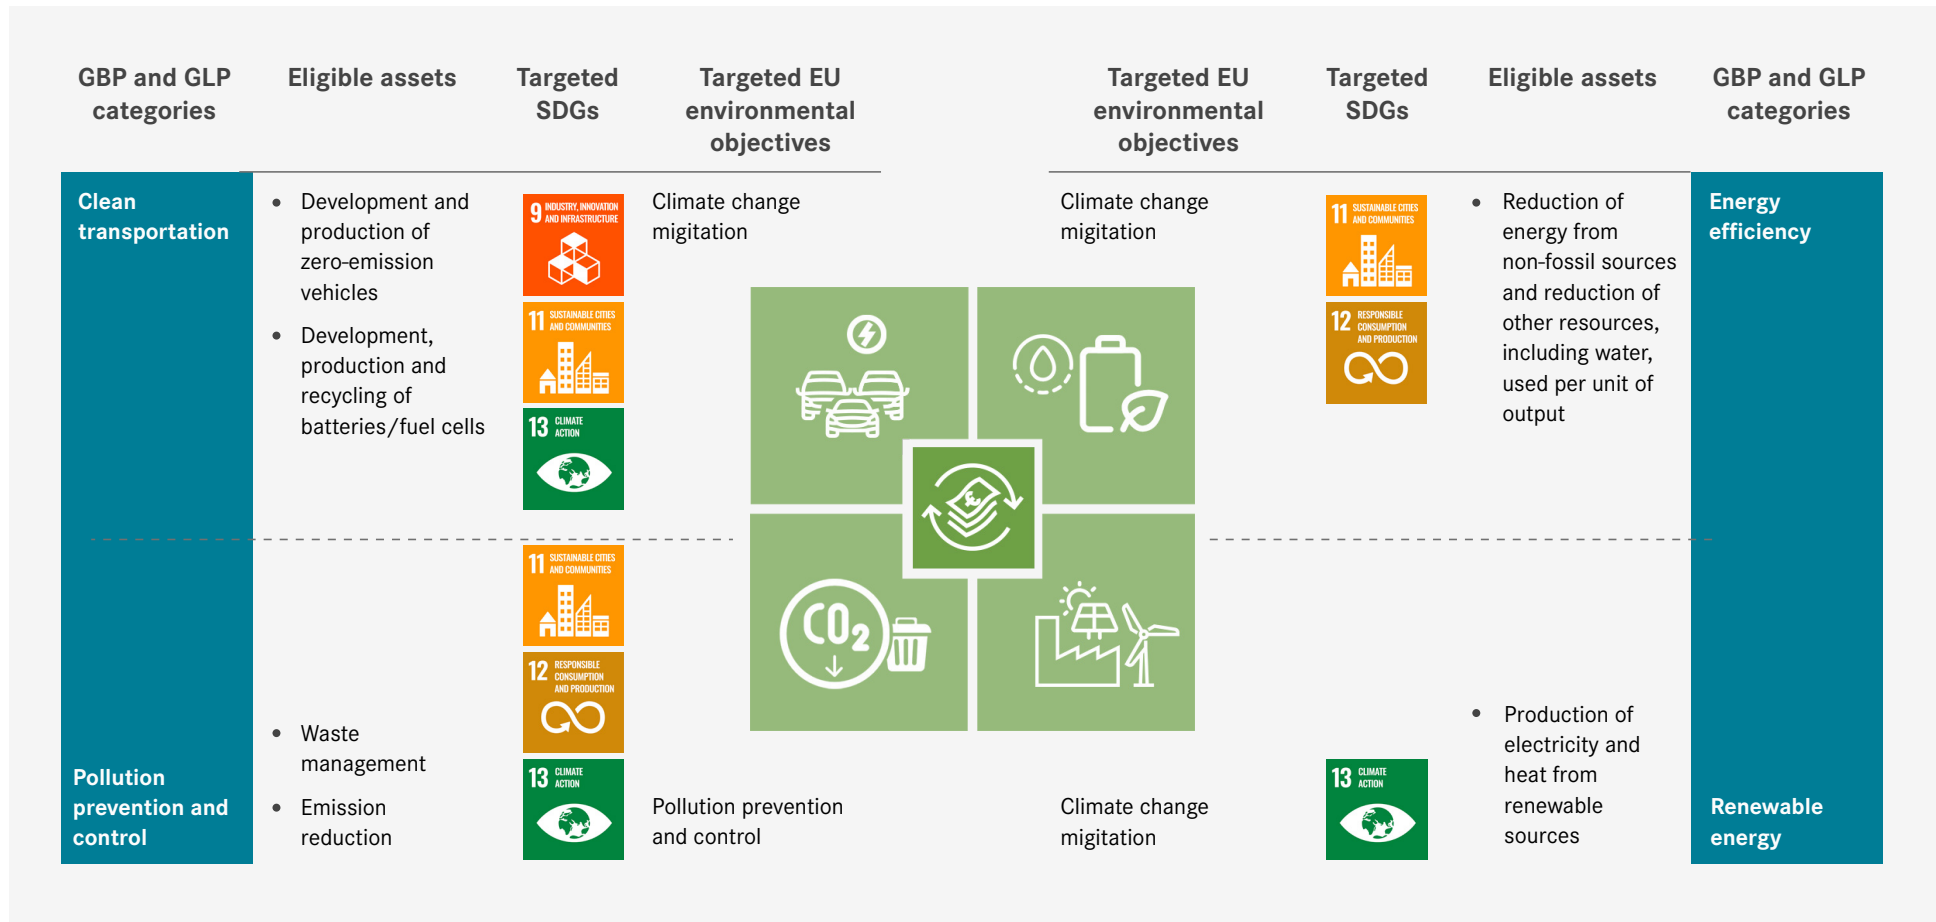 GBP and GLP
categories
Eligible assets
Targeted
SDGs
Targeted EU
environmental
objectives
Targeted EU
environmental
objectives
Targeted
SDGs
Eligible assets
GBP and GLP
categories
Clean
transportation
• Development and
production of
zero-emission
vehicles
• Development,
production and
recycling of
batteries/fuel cells
9 INDUSTRY, INNOVATION
AND INFRASTRUCTURE
11 SUSTAINABLE CITIES
AND COMMUNITIES
13 CLIMATE
ACTION
Climate change
migitation
Climate change
migitation
11 SUSTAINABLE CITIES
AND COMMUNITIES
12 RESPONSIBLE
CONSUMPTION
AND PRODUCTION
• Reduction of
energy from
non-fossil sources
and reduction of
other resources,
including water,
used per unit of
output
Energy
efficiency
€
Pollution
prevention and
control
• Waste
management
• Emission
reduction
11 SUSTAINABLE CITIES
AND COMMUNITIES
12 RESPONSIBLE
CONSUMPTION
AND PRODUCTION
13 CLIMATE
ACTION
Pollution prevention
and control
CO2
Climate change
migitation
13 CLIMATE
ACTION
• Production of
electricity and
heat from
renewable
sources
Renewable
energy